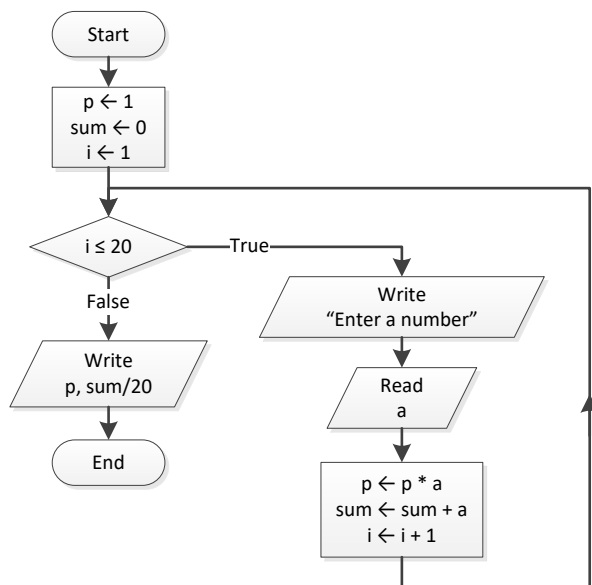 Start
p ← 1
sum ← 0
i ← 1
i ≤ 20
True
False
Write
“Enter a number”
Write
p, sum/20
Read
a
End
p ← p * a
sum ← sum + a
i ← i + 1